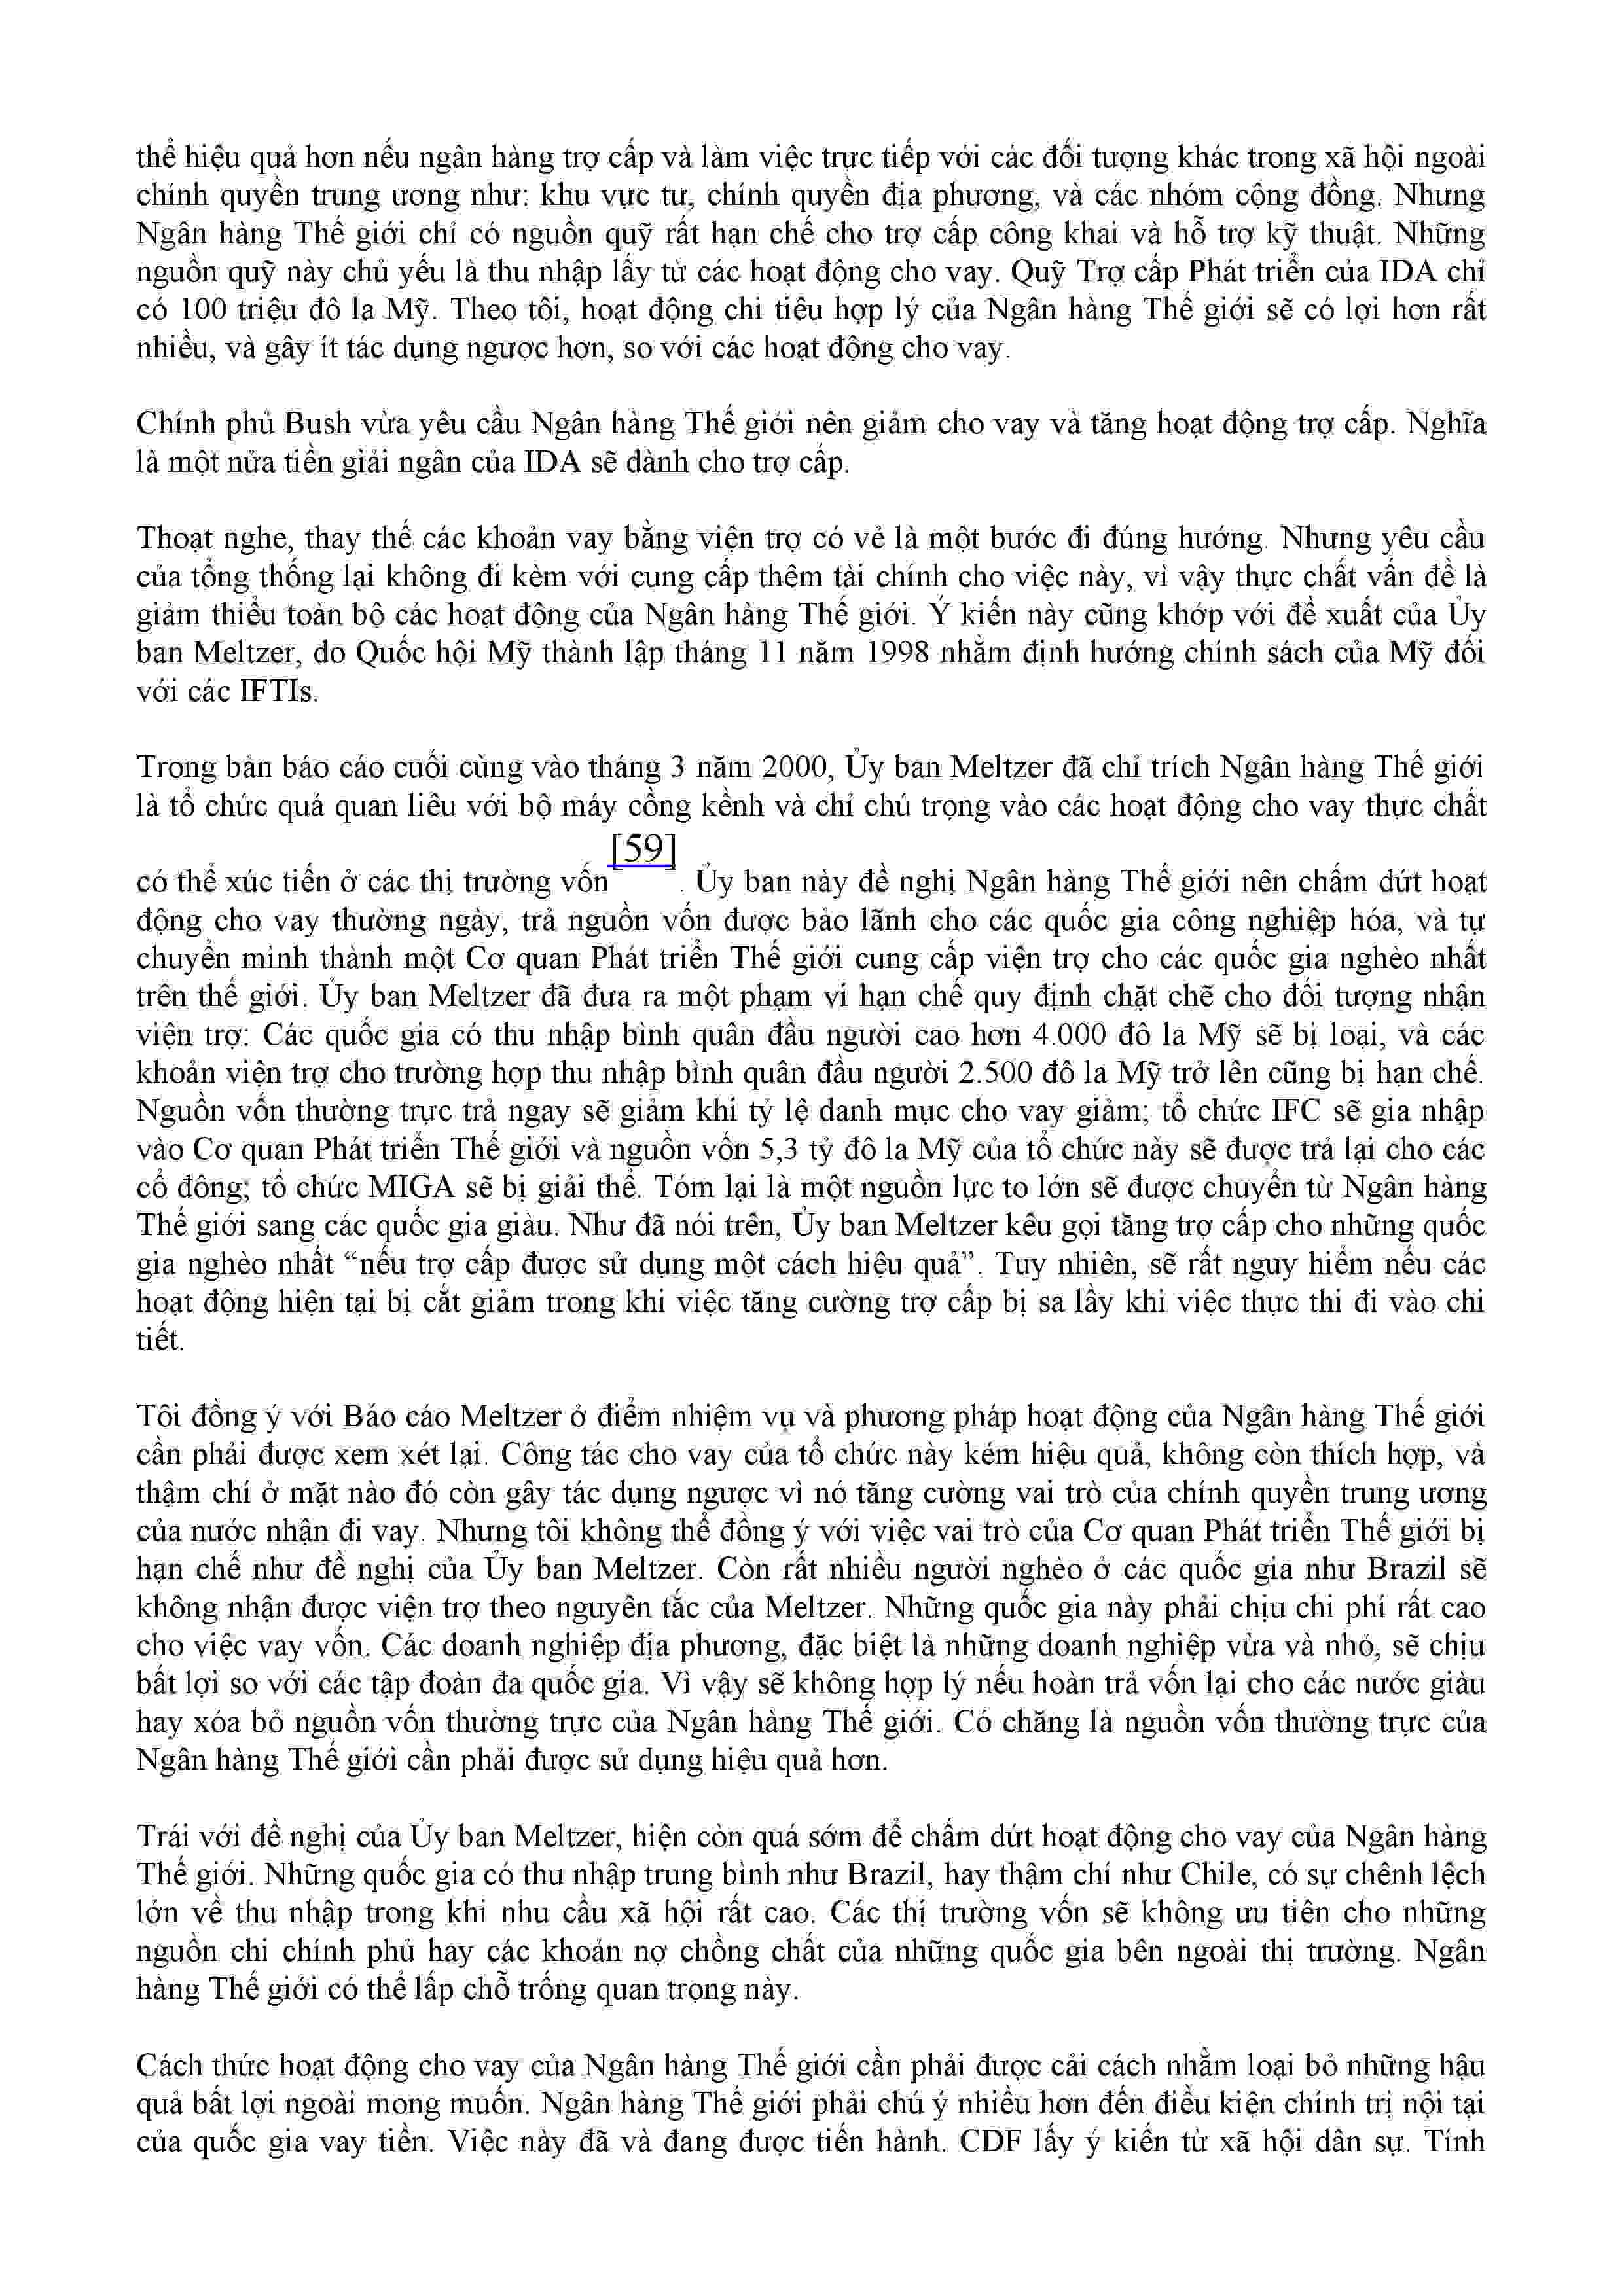 thể hiệu quả hơn nếu ngân hàng trợ cấp và làm việc trực tiếp với các đối tượng khác trong xã hội ngoài
chính quyền trung ương như: khu vực tư, chính quyền địa phương, và các nhóm cộng đồng. Nhưng
Ngân hàng Thế giới chỉ có nguồn quỹ rất hạn chế cho trợ cấp công khai và hỗ trợ kỹ thuật. Những
nguồn quỹ này chủ yếu là thu nhập lấy từ các hoạt động cho vay. Quỹ Trợ cấp Phát triển của IDA chỉ
có 100 triệu đô la Mỹ. Theo tôi, hoạt động chi tiêu hợp lý của Ngân hàng Thế giới sẽ có lợi hơn rất
nhiều, và gây ít tác dụng ngược hơn, so với các hoạt động cho vay.
Chính phủ Bush vừa yêu cầu Ngân hàng Thế giới nên giảm cho vay và tăng hoạt động trợ cấp. Nghĩa
là một nửa tiền giải ngân của IDA sẽ dành cho trợ cấp.
Thoạt nghe, thay thế các khoản vay bằng viện trợ có vẻ là một bước đi đúng hướng. Nhưng yêu cầu
của tổng thống lại không đi kèm với cung cấp thêm tài chính cho việc này, vì vậy thực chất vấn đề là
giảm thiểu toàn bộ các hoạt động của Ngân hàng Thế giới. Ý kiến này cũng khớp với đề xuất của Ủy
ban Meltzer, do Quốc hội Mỹ thành lập tháng 11 năm 1998 nhằm định hướng chính sách của Mỹ đối
với các IFTIs.
Trong bản báo cáo cuối cùng vào tháng 3 năm 2000, Ủy ban Meltzer đã chỉ trích Ngân hàng Thế giới
là tổ chức quá quan liêu với bộ máy cồng kềnh và chỉ chú trọng vào các hoạt động cho vay thực chất
có thể xúc tiến ở các thị trường vốn[59]. Ủy ban này đề nghị Ngân hàng Thế giới nên chấm dứt hoạt
động cho vay thường ngày, trả nguồn vốn được bảo lãnh cho các quốc gia công nghiệp hóa, và tự
chuyển mình thành một Cơ quan Phát triển Thế giới cung cấp viện trợ cho các quốc gia nghèo nhất
trên thế giới. Ủy ban Meltzer đã đưa ra một phạm vi hạn chế quy định chặt chẽ cho đối tượng nhận
viện trợ: Các quốc gia có thu nhập bình quân đầu người cao hơn 4.000 đô la Mỹ sẽ bị loại, và các
khoản viện trợ cho trường hợp thu nhập bình quân đầu người 2.500 đô la Mỹ trở lên cũng bị hạn chế.
Nguồn vốn thường trực trả ngay sẽ giảm khi tỷ lệ danh mục cho vay giảm; tổ chức IFC sẽ gia nhập
vào Cơ quan Phát triển Thế giới và nguồn vốn 5,3 tỷ đô la Mỹ của tổ chức này sẽ được trả lại cho các
cổ đông; tổ chức MIGA sẽ bị giải thể. Tóm lại là một nguồn lực to lớn sẽ được chuyển từ Ngân hàng
Thế giới sang các quốc gia giàu. Như đã nói trên, Ủy ban Meltzer kêu gọi tăng trợ cấp cho những quốc
gia nghèo nhất “nếu trợ cấp được sử dụng một cách hiệu quả”. Tuy nhiên, sẽ rất nguy hiểm nếu các
hoạt động hiện tại bị cắt giảm trong khi việc tăng cường trợ cấp bị sa lầy khi việc thực thi đi vào chi
tiết.
Tôi đồng ý với Báo cáo Meltzer ở điểm nhiệm vụ và phương pháp hoạt động của Ngân hàng Thế giới
cần phải được xem xét lại. Công tác cho vay của tổ chức này kém hiệu quả, không còn thích hợp, và
thậm chí ở mặt nào đó còn gây tác dụng ngược vì nó tăng cường vai trò của chính quyền trung ương
của nước nhận đi vay. Nhưng tôi không thể đồng ý với việc vai trò của Cơ quan Phát triển Thế giới bị
hạn chế như đề nghị của Ủy ban Meltzer. Còn rất nhiều người nghèo ở các quốc gia như Brazil sẽ
không nhận được viện trợ theo nguyên tắc của Meltzer. Những quốc gia này phải chịu chi phí rất cao
cho việc vay vốn. Các doanh nghiệp địa phương, đặc biệt là những doanh nghiệp vừa và nhỏ, sẽ chịu
bất lợi so với các tập đoàn đa quốc gia. Vì vậy sẽ không hợp lý nếu hoàn trả vốn lại cho các nước giàu
hay xóa bỏ nguồn vốn thường trực của Ngân hàng Thế giới. Có chăng là nguồn vốn thường trực của
Ngân hàng Thế giới cần phải được sử dụng hiệu quả hơn.
Trái với đề nghị của Ủy ban Meltzer, hiện còn quá sớm để chấm dứt hoạt động cho vay của Ngân hàng
Thế giới. Những quốc gia có thu nhập trung bình như Brazil, hay thậm chí như Chile, có sự chênh lệch
lớn về thu nhập trong khi nhu cầu xã hội rất cao. Các thị trường vốn sẽ không ưu tiên cho những
nguồn chi chính phủ hay các khoản nợ chồng chất của những quốc gia bên ngoài thị trường. Ngân
hàng Thế giới có thể lấp chỗ trống quan trọng này.
Cách thức hoạt động cho vay của Ngân hàng Thế giới cần phải được cải cách nhằm loại bỏ những hậu
quả bất lợi ngoài mong muốn. Ngân hàng Thế giới phải chú ý nhiều hơn đến điều kiện chính trị nội tại
của quốc gia vay tiền. Việc này đã và đang được tiến hành. CDF lấy ý kiến từ xã hội dân sự. Tính